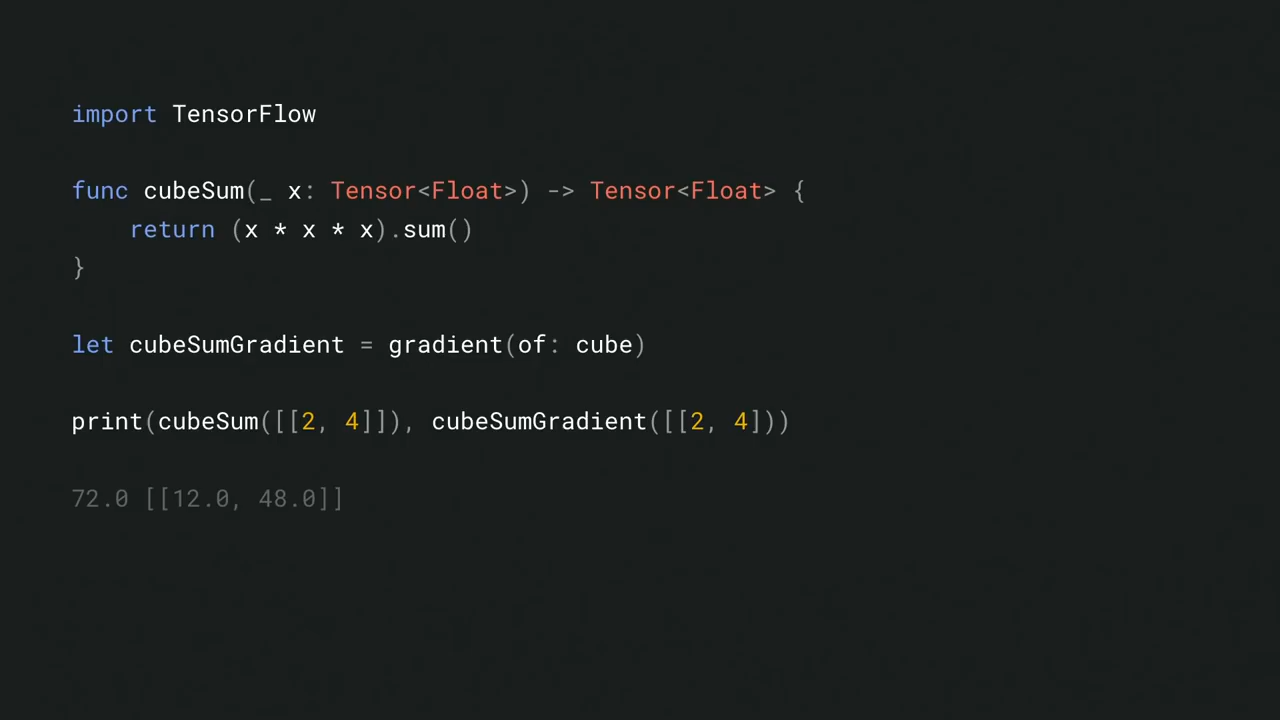 import TensorFlow
func cubeSum(_ x: Tensor<Float>) -> Tensor<Float> {
return (x * x * x).sum()
}
let cubeSumGradient = gradient(of: cube)
print(cubeSum([[2, 4]]), cubeSumGradient([[2, 4]))
72.0 [[12.0, 48.0]]